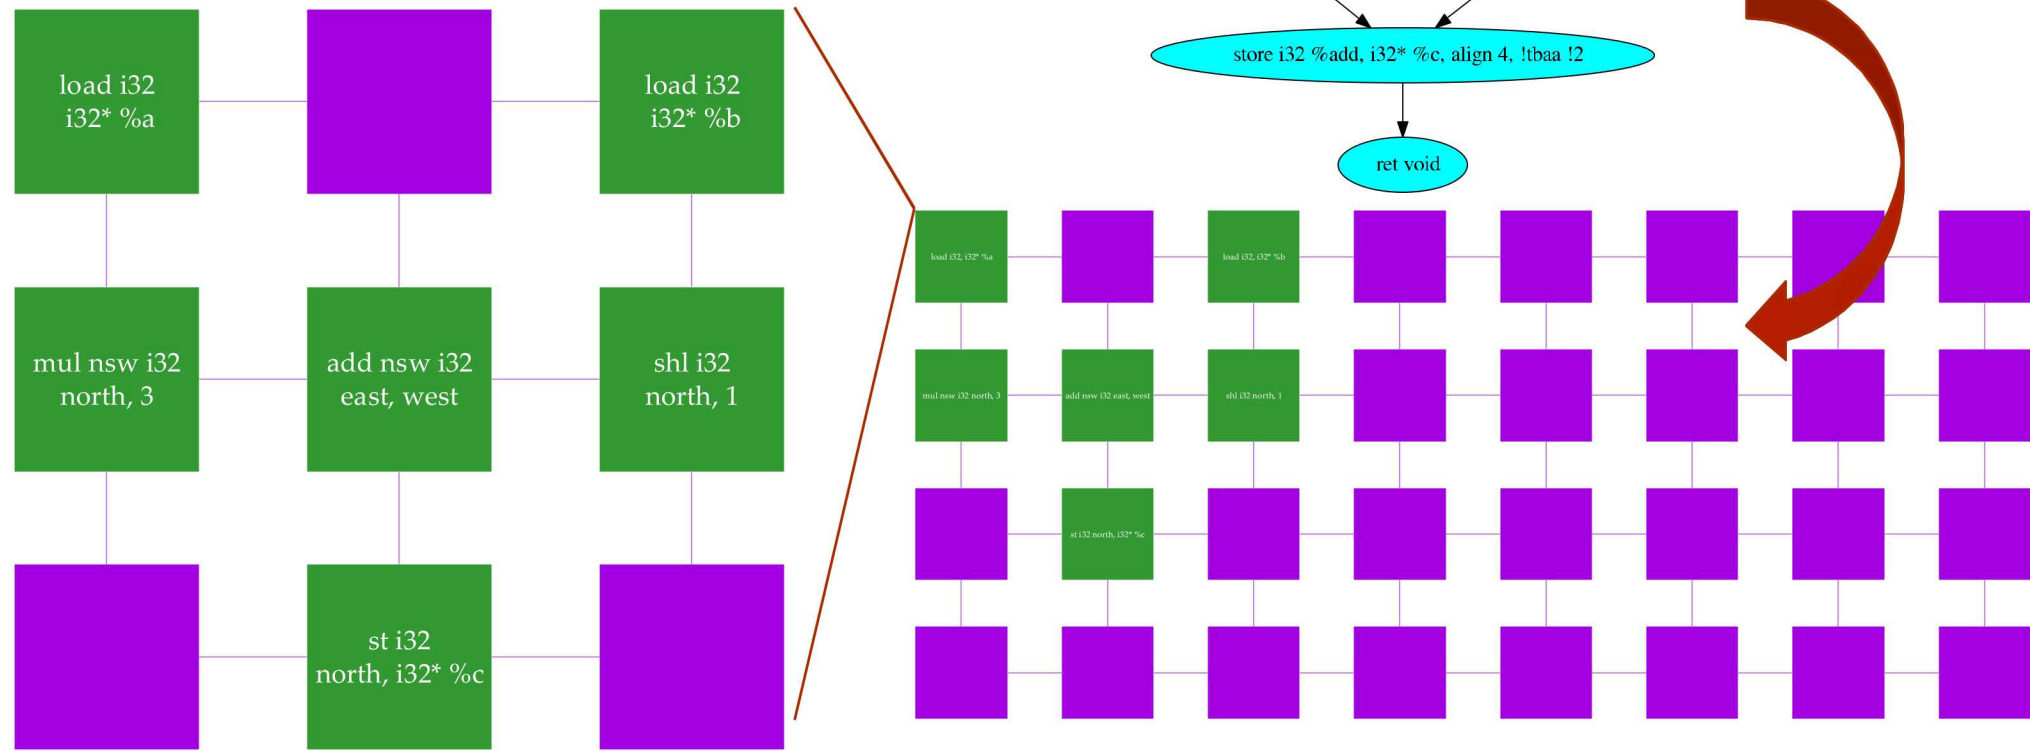 load i32
i32* %a
load i32
i32* %b
mul nsw i32
north, 3
add nsw i32
east, west
shl i32
north, 1
st i32
north, i32* %c
store i32 %add, i32* %c, align 4, !tbaa !2
ret void
load i32, i32* %a
load i32, i32* %b
mul nsw i32 north, 3
add nsw i32 east, west
shl i32 north, 1
st i32 north, i32* %c